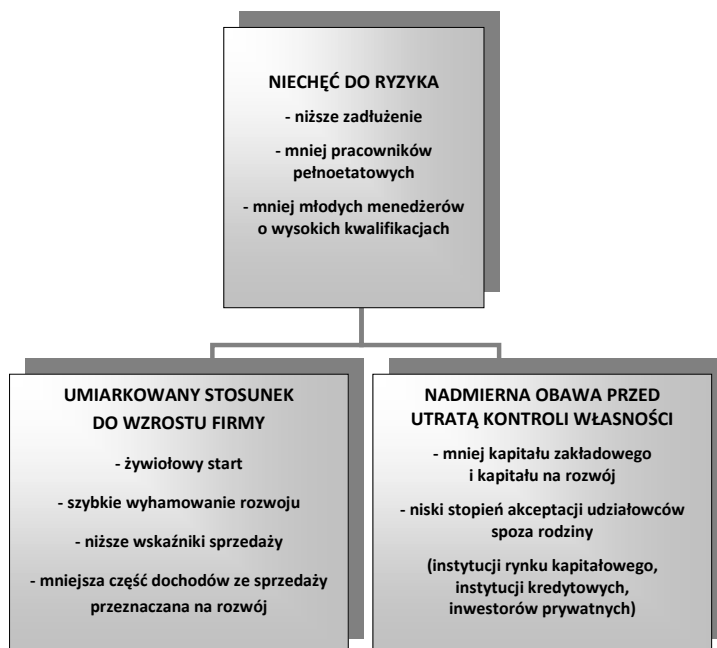 NIECHĘĆ DO RYZYKA
- niższe zadłużenie
- mniej pracowników
pełnoetatowych
- mniej młodych menedżerów
o wysokich kwalifikacjach
UMIARKOWANY STOSUNEK
DO WZROSTU FIRMY
- żywiołowy start
- szybkie wyhamowanie rozwoju
- niższe wskaźniki sprzedaży
- mniejsza część dochodów ze sprzedaży
przeznaczana na rozwój
NADMIERNA OBAWA PRZED
UTRATĄ KONTROLI WŁASNOŚCI
- mniej kapitału zakładowego
i kapitału na rozwój
- niski stopień akceptacji udziałowców
spoza rodziny
(instytucji rynku kapitałowego,
instytucji kredytowych,
inwestorów prywatnych)